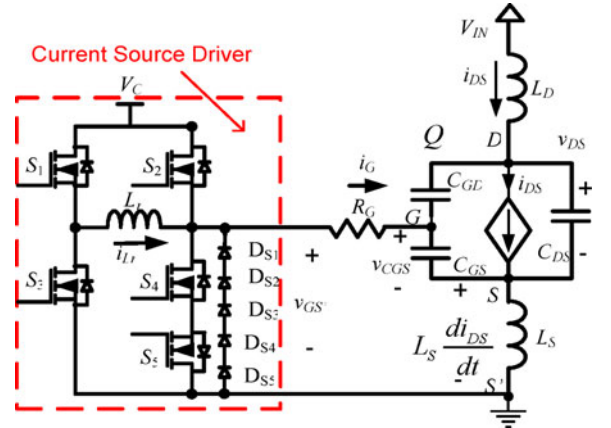 Current Source Driver
V_C
S_1
S_2
L_r
i_Lr
S_3
S_4
S_5
D_S1
D_S2
D_S3
D_S4
D_S5
+
v_GS'
-
i_G
R_G
G
+
v_CGS
-
Q
C_GD
C_GS
V_IN
i_DS
L_D
D
i_DS
v_DS
+
C_DS
-
+
S
L_S di_DS/dt
-
L_S
S'